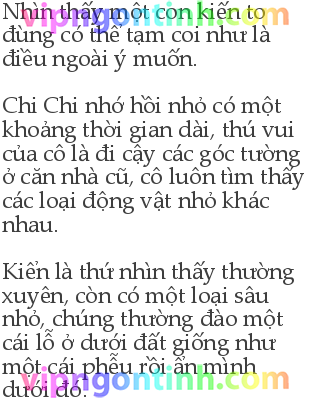 Nhìn thấy một con kiến to
đùng có thể tạm coi như là
điều ngoài ý muốn.
Chi Chi nhớ hồi nhỏ có một
khoảng thời gian dài, thú vui
của cô là đi cậy các góc tường
ở căn nhà cũ, cô luôn tìm thấy
các loại động vật nhỏ khác
nhau.
Kiển là thứ nhìn thấy thường
xuyên, còn có một loại sâu
nhỏ, chúng thường đào một
cái lỗ ở dưới đất giống như
một cái phễu rồi ẩn mình
dưới đó.
vipngontinh.com
vipngontinh.com